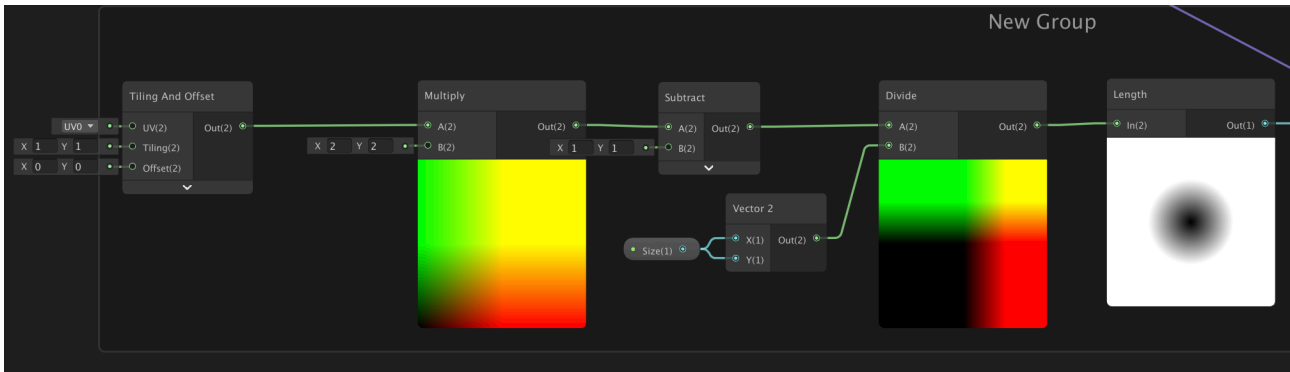 New Group
Tiling And Offset
UV0
UV(2)
Out(2)
X 1 Y 1
Tiling(2)
X 0 Y 0
Offset(2)
Multiply
A(2)
Out(2)
X 2 Y 2
B(2)
Subtract
A(2)
Out(2)
X 1 Y 1
B(2)
Vector 2
Size(1)
X(1)
Out(2)
Y(1)
Divide
A(2)
Out(2)
B(2)
Length
In(2)
Out(1)